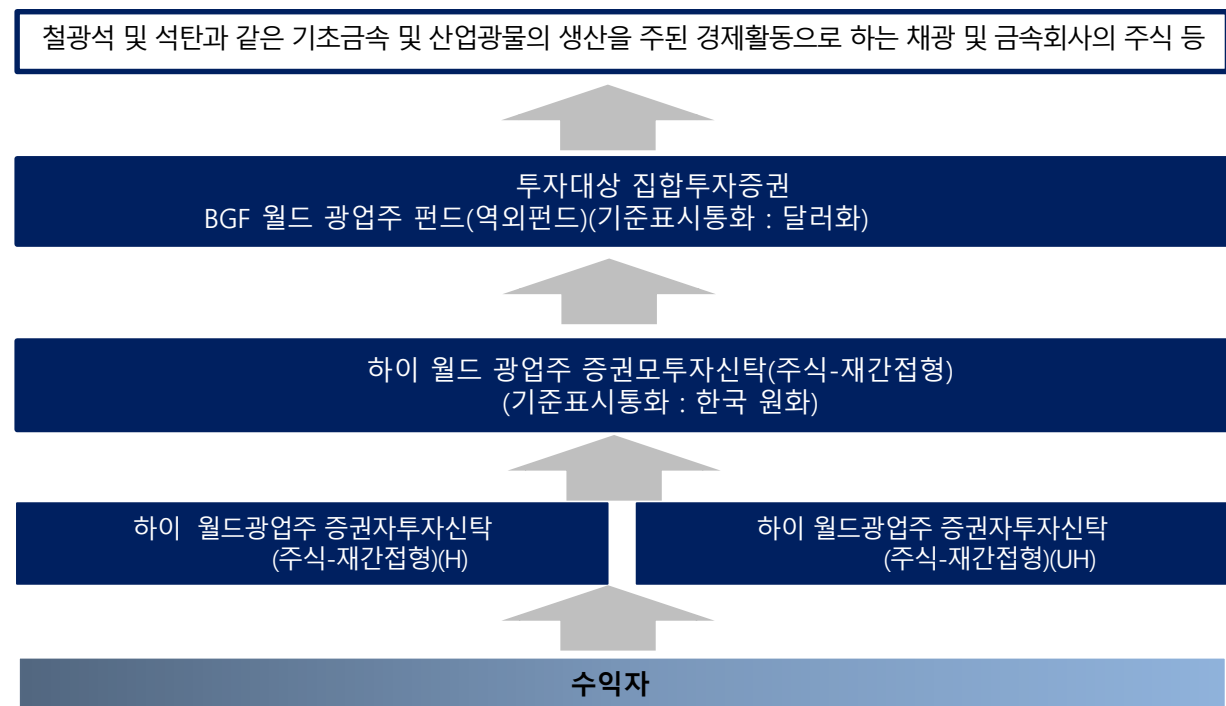 철광석 및 석탄과 같은 기초금속 및 산업광물의 생산을 주된 경제활동으로 하는 채광 및 금속회사의 주식 등
투자대상 집합투자증권
BGF 월드 광업주 펀드(역외펀드)(기준표시통화 : 달러화)
하이 월드 광업주 증권모투자신탁(주식-재간접형)
(기준표시통화 : 한국 원화)
하이 월드광업주 증권자투자신탁
(주식-재간접형)(H)
하이 월드광업주 증권자투자신탁
(주식-재간접형)(UH)
수익자